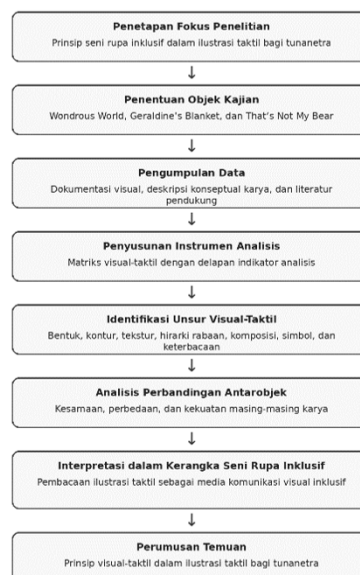 Penetapan Fokus Penelitian
Prinsip seni rupa inklusif dalam ilustrasi taktil bagi tunanetra
↓
Penentuan Objek Kajian
Wondrous World, Geraldine's Blanket, dan That's Not My Bear
↓
Pengumpulan Data
Dokumentasi visual, deskripsi konseptual karya, dan literatur
pendukung
↓
Penyusunan Instrumen Analisis
Matriks visual-taktil dengan delapan indikator analisis
↓
Identifikasi Unsur Visual-Taktil
Bentuk, kontur, tekstur, hirarki rabaan, komposisi, simbol, dan
keterbacaan
↓
Analisis Perbandingan Antarobjek
Kesamaan, perbedaan, dan kekuatan masing-masing karya
↓
Interpretasi dalam Kerangka Seni Rupa Inklusif
Pembacaan ilustrasi taktil sebagai media komunikasi visual inklusif
↓
Perumusan Temuan
Prinsip visual-taktil dalam ilustrasi taktil bagi tunanetra